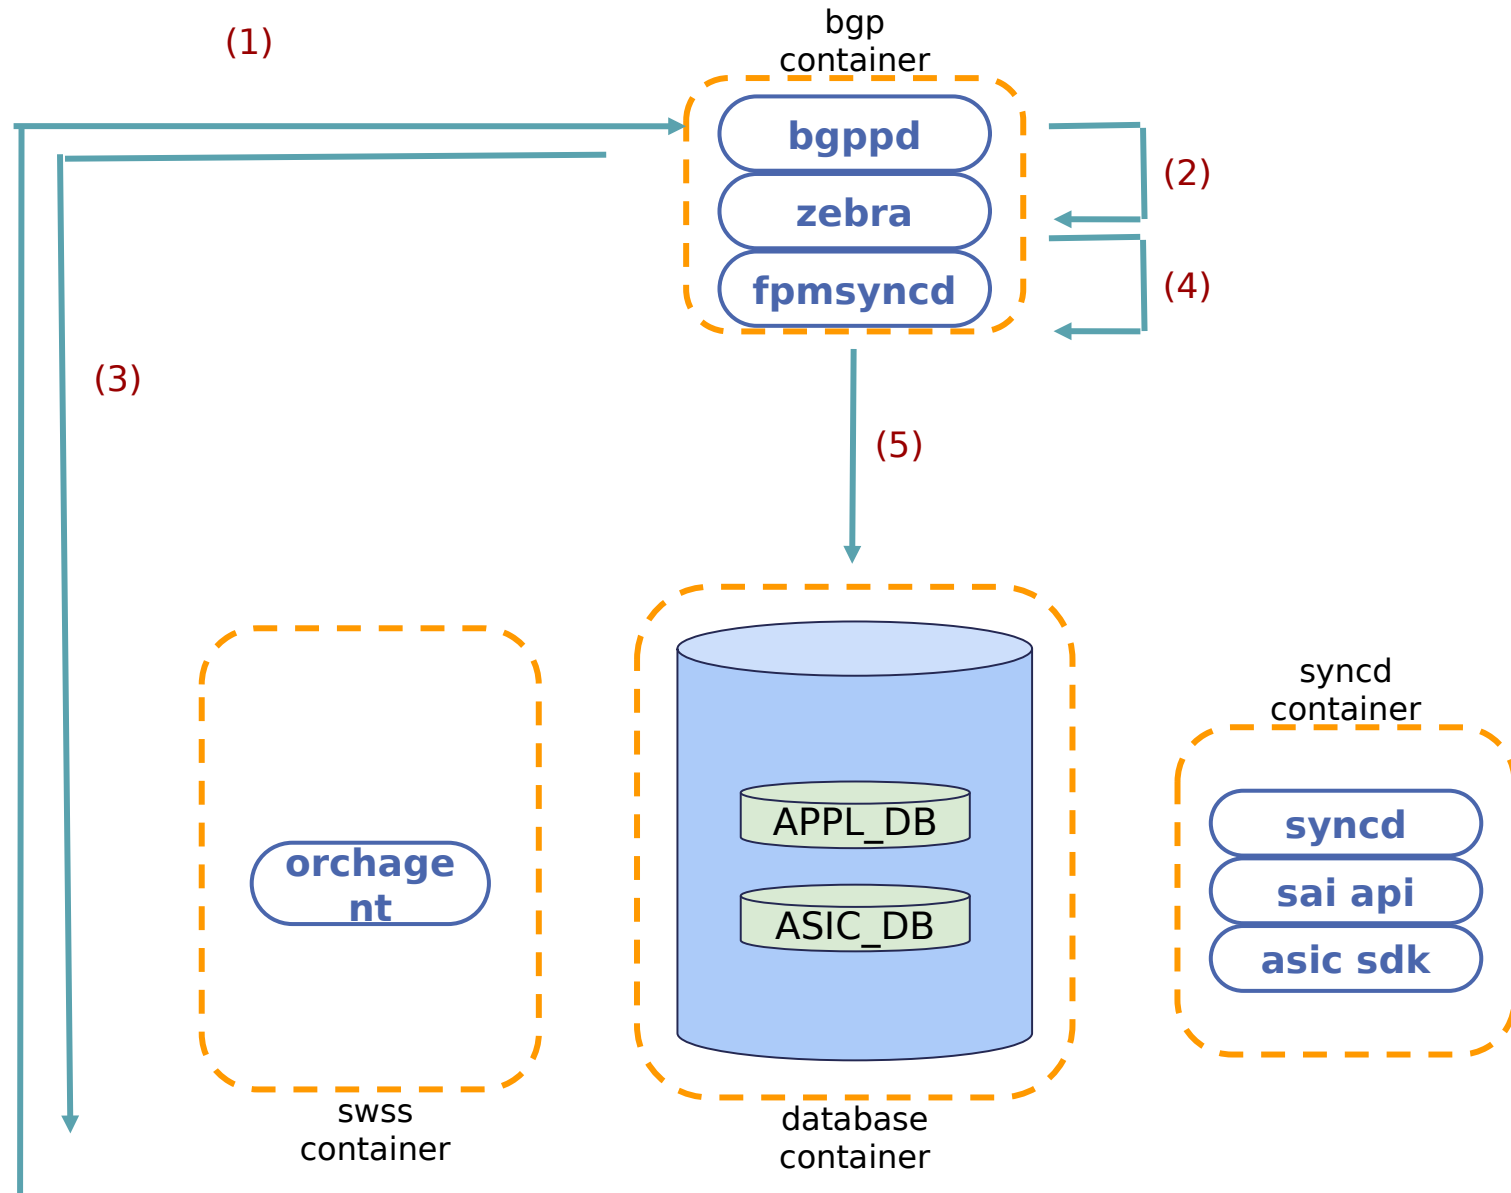 (1)
bgp
container
bgppd
zebra
fpmsyncd
(2)
(4)
(3)
(5)
orchage
nt
swss
container
APPL_DB
ASIC_DB
database
container
syncd
container
syncd
sai api
asic sdk